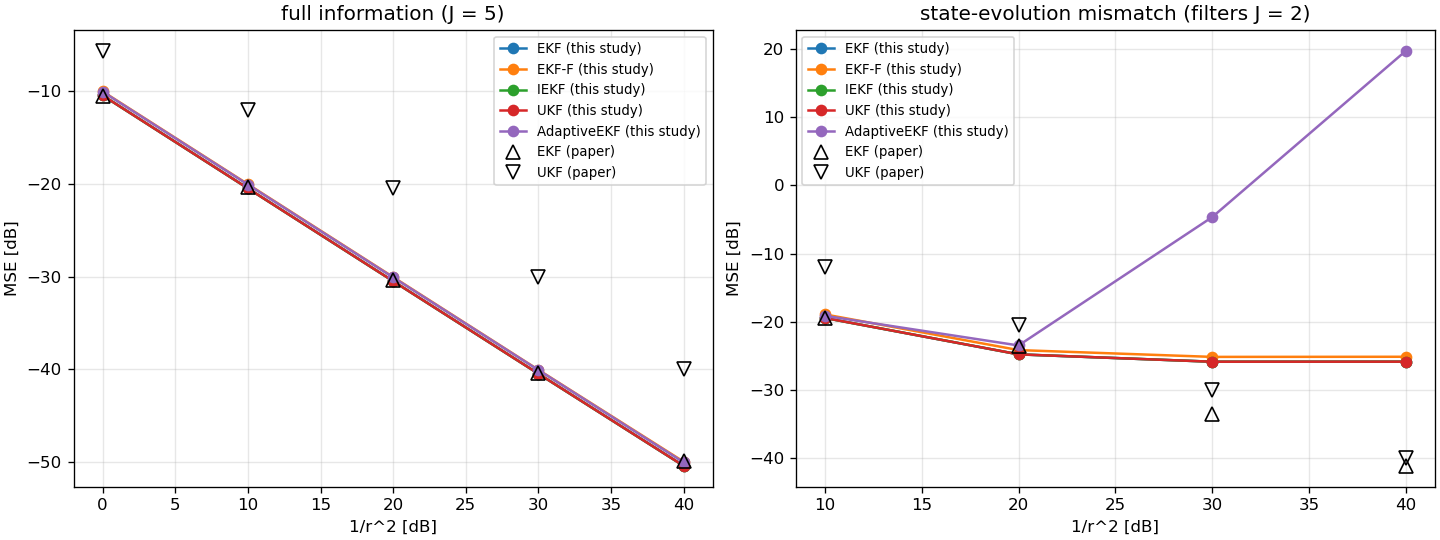 full information (J = 5)
MSE [dB]
−10
−20
−30
−40
−50
EKF (this study)
EKF-F (this study)
IEKF (this study)
UKF (this study)
AdaptiveEKF (this study)
EKF (paper)
UKF (paper)
0 5 10 15 20 25 30 35 40
1/r^2 [dB]
state-evolution mismatch (filters J = 2)
MSE [dB]
20
10
0
−10
−20
−30
−40
EKF (this study)
EKF-F (this study)
IEKF (this study)
UKF (this study)
AdaptiveEKF (this study)
EKF (paper)
UKF (paper)
10 15 20 25 30 35 40
1/r^2 [dB]